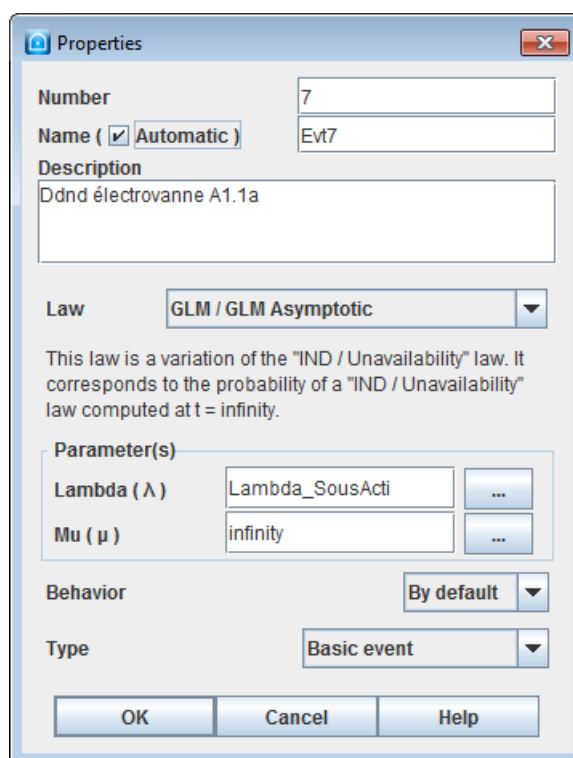 Properties
Number 7
Name ( Automatic ) Evt7
Description
Ddnd électrovanne A1.1a
Law GLM / GLM Asymptotic
This law is a variation of the "IND / Unavailability" law. It
corresponds to the probability of a "IND / Unavailability"
law computed at t = infinity.
Parameter(s)
Lambda ( λ ) Lambda_SousActi ...
Mu ( µ ) infinity ...
Behavior By default
Type Basic event
OK Cancel Help